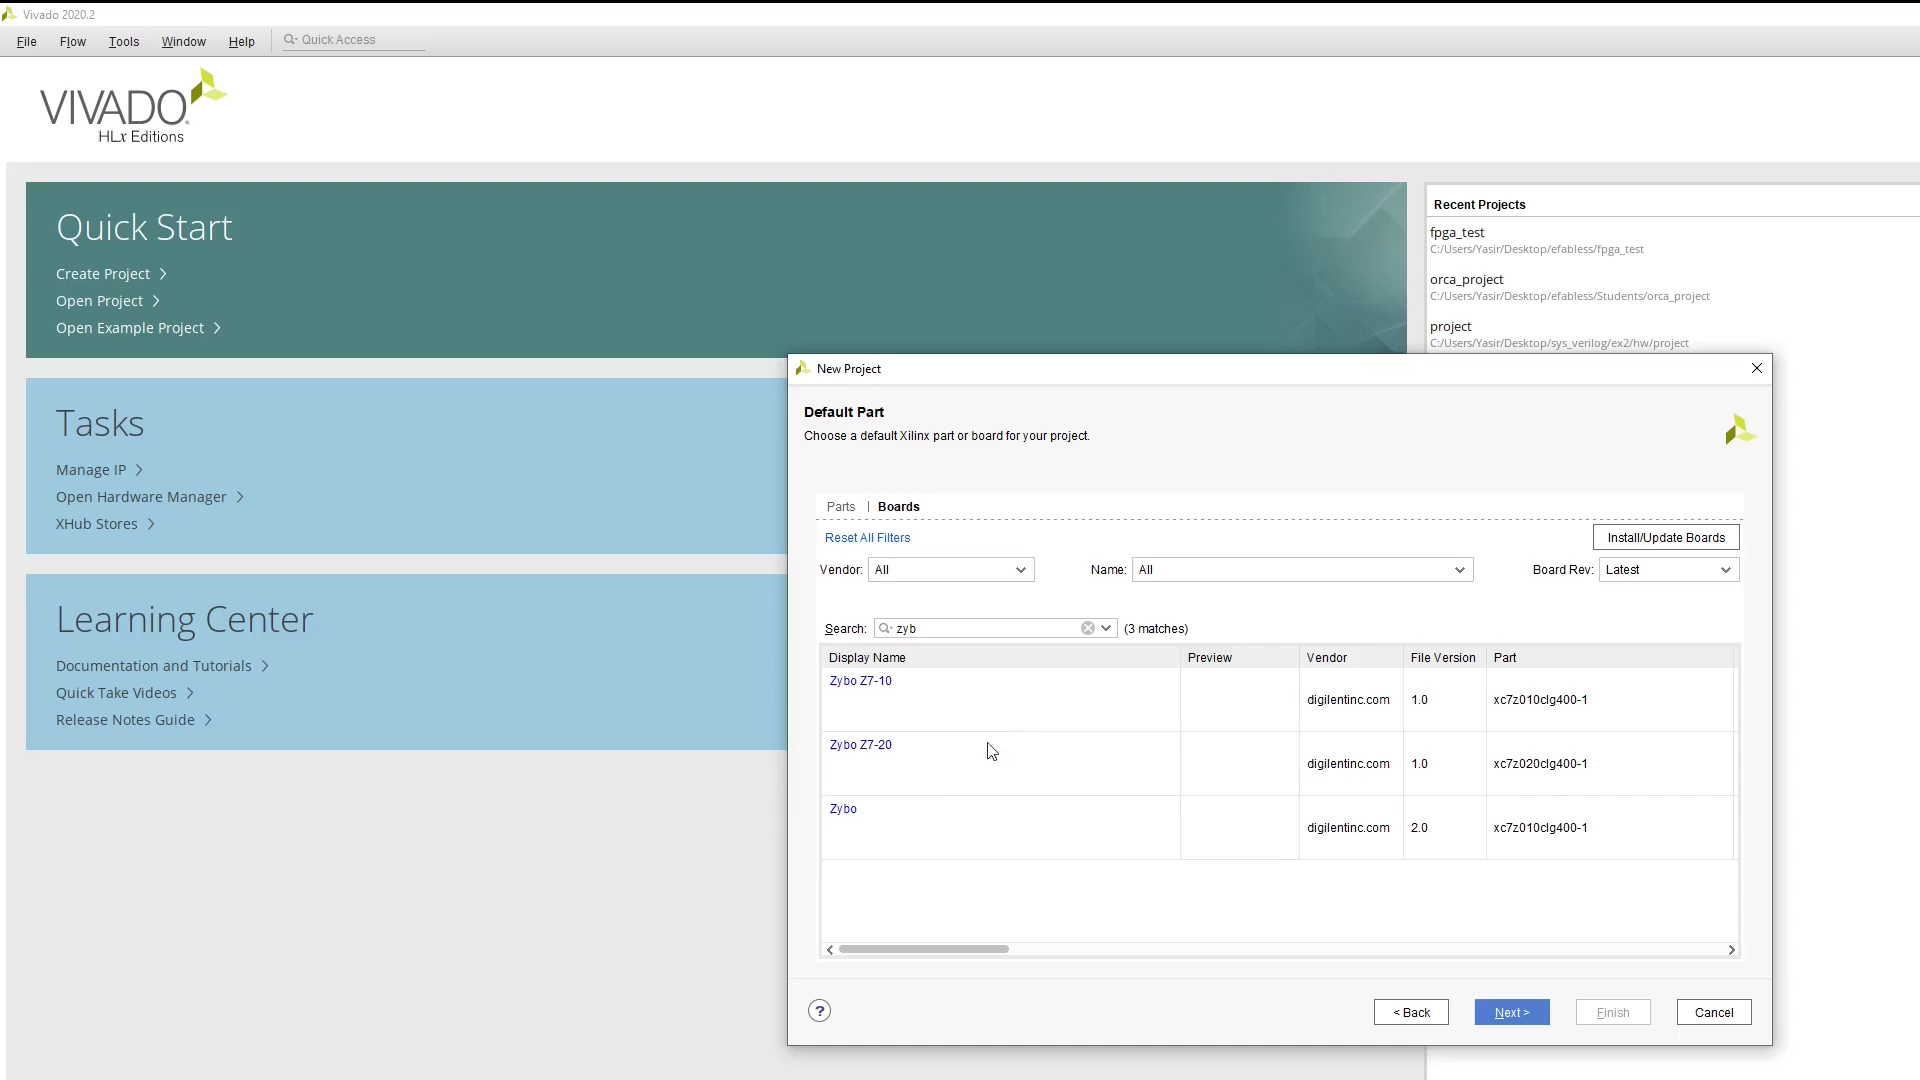 Vivado 2020.2
File Flow Tools Window Help Quick Access
VIVADO
HLx Editions
Quick Start
Create Project
Open Project
Open Example Project
Tasks
Manage IP
Open Hardware Manager
XHub Stores
Learning Center
Documentation and Tutorials
Quick Take Videos
Release Notes Guide
Recent Projects
fpga_test
C:/Users/Yasir/Desktop/efabless/fpga_test
orca_project
C:/Users/Yasir/Desktop/efabless/Students/orca_project
project
C:/Users/Yasir/Desktop/sys_verilog/ex2/hw/project
New Project
Default Part
Choose a default Xilinx part or board for your project.
Parts | Boards
Reset All Filters Install/Update Boards
Vendor: All Name: All Board Rev: Latest
Search: zyb (3 matches)
Display Name Preview Vendor File Version Part
Zybo Z7-10 digilentinc.com 1.0 xc7z010clg400-1
Zybo Z7-20 digilentinc.com 1.0 xc7z020clg400-1
Zybo digilentinc.com 2.0 xc7z010clg400-1
? < Back Next > Finish Cancel